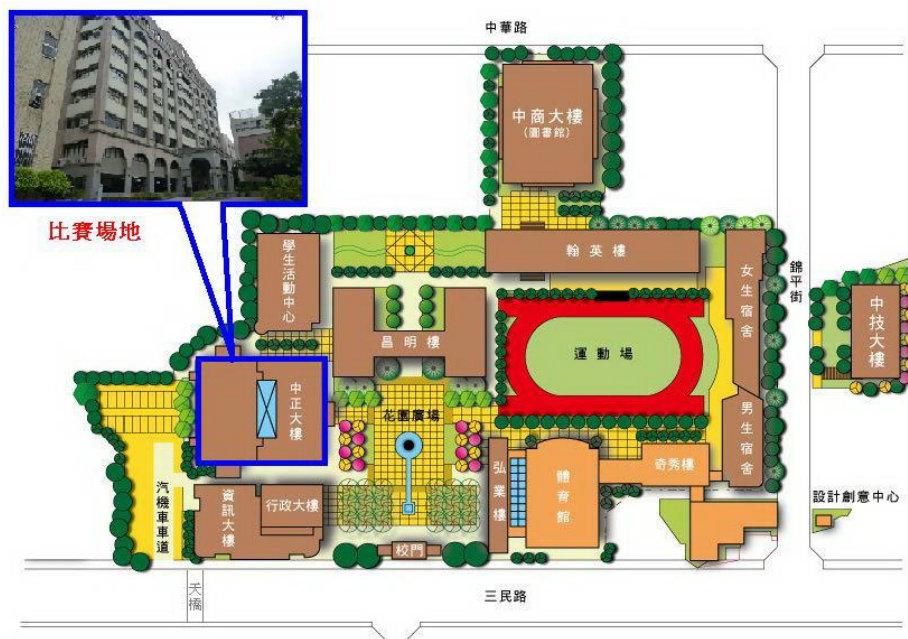 中華路
中商大樓
(圖書館)
比賽場地
學生活動中心
翰英樓
女生宿舍
錦平街
中技大樓
昌明樓
運動場
中正大樓
花園廣場
男生宿舍
弘業樓
體育館
奇秀樓
汽機車車道
資訊大樓
行政大樓
設計創意中心
校門
天橋
三民路